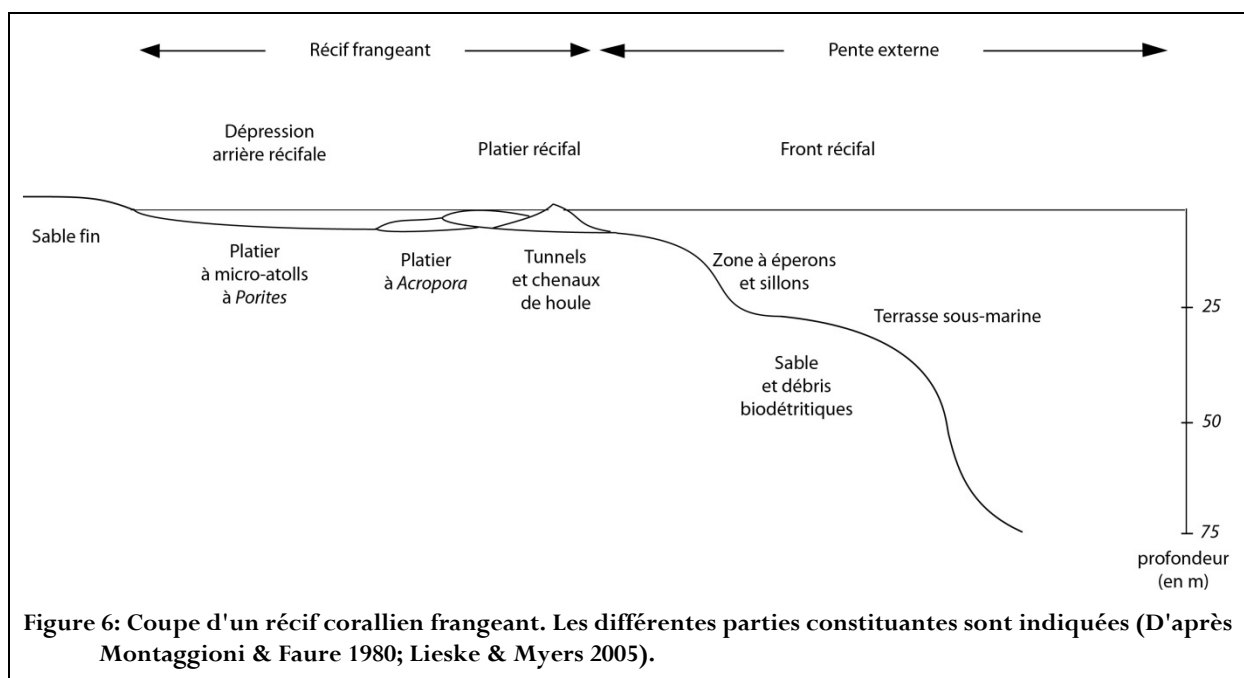 Récif frangeant
Pente externe
Dépression
arrière récifale
Platier récifal
Front récifal
Sable fin
Platier
à micro-atolls
à Porites
Platier
à Acropora
Tunnels
et chenaux
de houle
Zone à éperons
et sillons
Terrasse sous-marine
Sable
et débris
biodétritiques
25
50
75
profondeur
(en m)
Figure 6: Coupe d'un récif corallien frangeant. Les différentes parties constituantes sont indiquées (D'après
Montaggioni & Faure 1980; Lieske & Myers 2005).